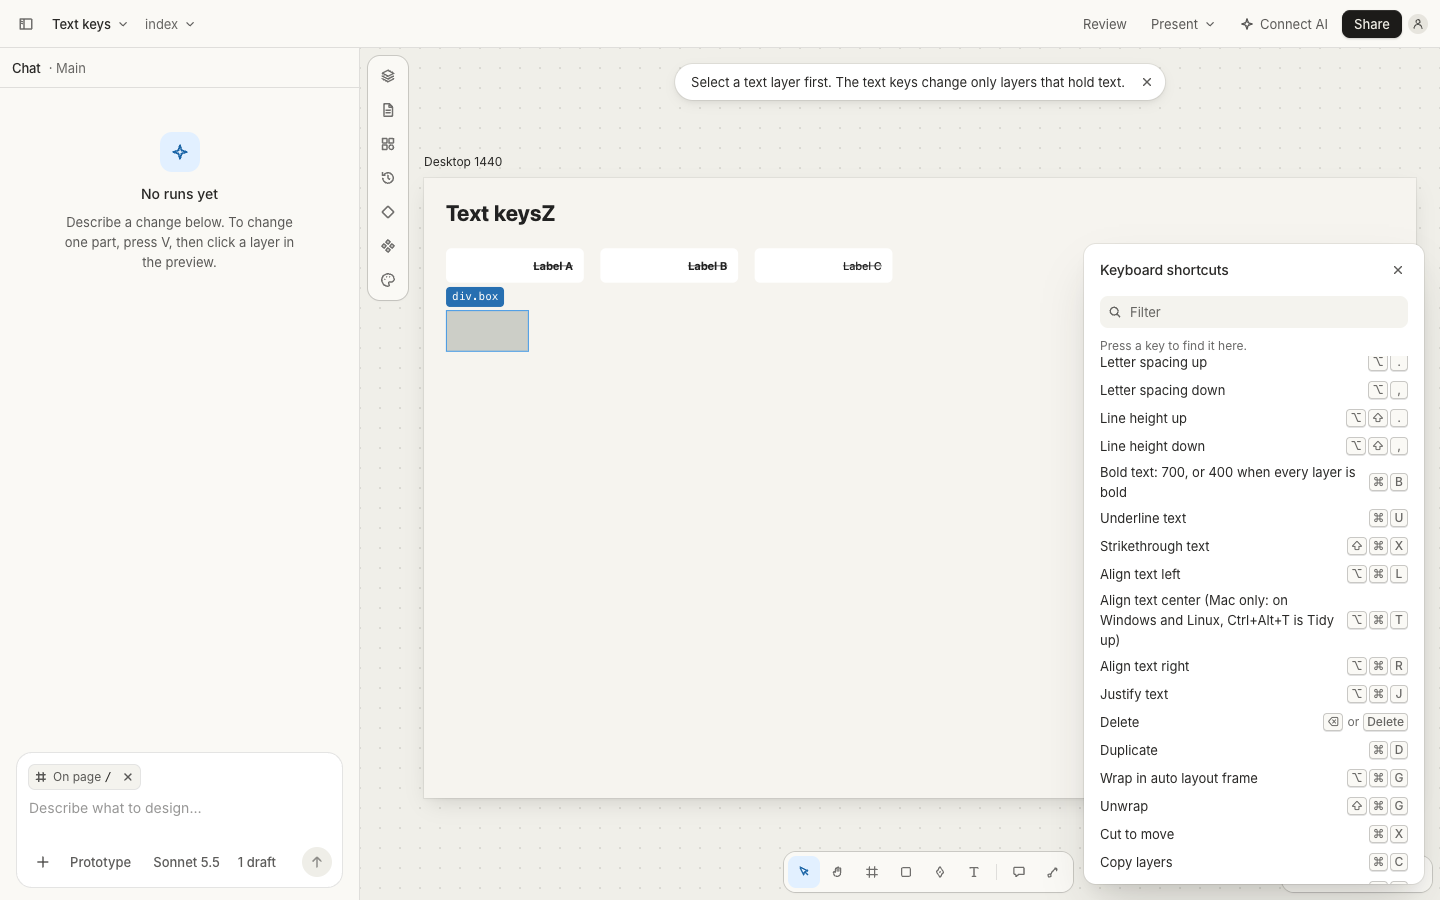 Text keys
index
Review
Present
Connect AI
Share
Chat · Main
No runs yet
Describe a change below. To change
one part, press V, then click a layer in
the preview.
Select a text layer first. The text keys change only layers that hold text.
Desktop 1440
Text keysZ
Label A
Label B
Label C
div.box
Keyboard shortcuts
Filter
Press a key to find it here.
Letter spacing up ⌥ .
Letter spacing down ⌥ ,
Line height up ⌥ ⇧ .
Line height down ⌥ ⇧ ,
Bold text: 700, or 400 when every layer is
bold ⌘ B
Underline text ⌘ U
Strikethrough text ⇧ ⌘ X
Align text left ⌥ ⌘ L
Align text center (Mac only: on
Windows and Linux, Ctrl+Alt+T is Tidy
up) ⌥ ⌘ T
Align text right ⌥ ⌘ R
Justify text ⌥ ⌘ J
Delete ⌫ or Delete
Duplicate ⌘ D
Wrap in auto layout frame ⌥ ⌘ G
Unwrap ⇧ ⌘ G
Cut to move ⌘ X
Copy layers ⌘ C
On page /
Describe what to design...
Prototype
Sonnet 5.5
1 draft